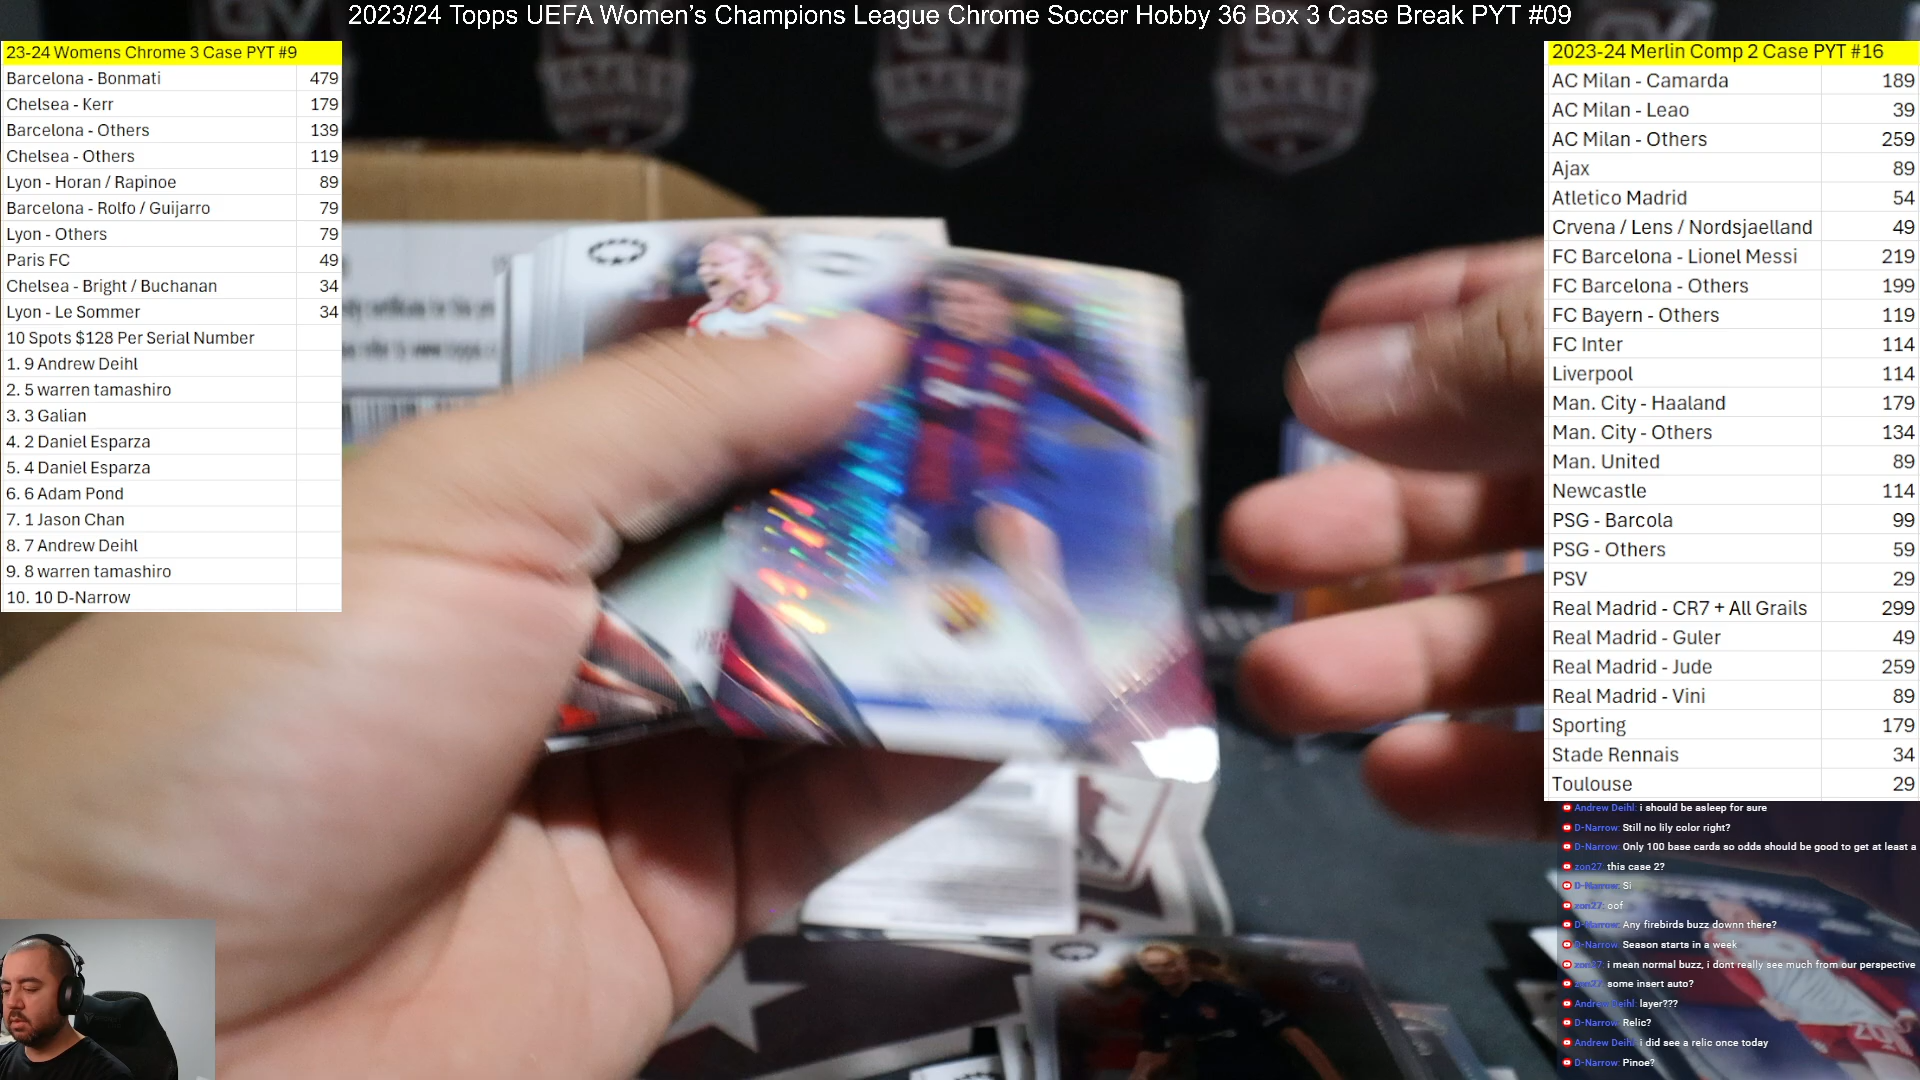 2023/24 Topps UEFA Women’s Champions League Chrome Soccer Hobby 36 Box 3 Case Break PYT #09
23-24 Womens Chrome 3 Case PYT #9
Barcelona - Bonmati 479
Chelsea - Kerr 179
Barcelona - Others 139
Chelsea - Others 119
Lyon - Horan / Rapinoe 89
Barcelona - Rolfo / Guijarro 79
Lyon - Others 79
Paris FC 49
Chelsea - Bright / Buchanan 34
Lyon - Le Sommer 34
10 Spots $128 Per Serial Number
1. 9 Andrew Deihl
2. 5 warren tamashiro
3. 3 Galian
4. 2 Daniel Esparza
5. 4 Daniel Esparza
6. 6 Adam Pond
7. 1 Jason Chan
8. 7 Andrew Deihl
9. 8 warren tamashiro
10. 10 D-Narrow
2023-24 Merlin Comp 2 Case PYT #16
AC Milan - Camarda 189
AC Milan - Leao 39
AC Milan - Others 259
Ajax 89
Atletico Madrid 54
Crvena / Lens / Nordsjaelland 49
FC Barcelona - Lionel Messi 219
FC Barcelona - Others 199
FC Bayern - Others 119
FC Inter 114
Liverpool 114
Man. City - Haaland 179
Man. City - Others 134
Man. United 89
Newcastle 114
PSG - Barcola 99
PSG - Others 59
PSV 29
Real Madrid - CR7 + All Grails 299
Real Madrid - Guler 49
Real Madrid - Jude 259
Real Madrid - Vini 89
Sporting 179
Stade Rennais 34
Toulouse 29
Andrew Deihl: i should be asleep for sure
D-Narrow: Still no lily color right?
D-Narrow: Only 100 base cards so odds should be good to get at least a
zon27: this case 2?
D-Narrow: Si
zon27: oof
D-Narrow: Any firebirds buzz downn there?
D-Narrow: Season starts in a week
zon27: i mean normal buzz, i dont really see much from our perspective
zon27: some insert auto?
Andrew Deihl: layer???
D-Narrow: Relic?
Andrew Deihl: i did see a relic once today
D-Narrow: Pinoe?